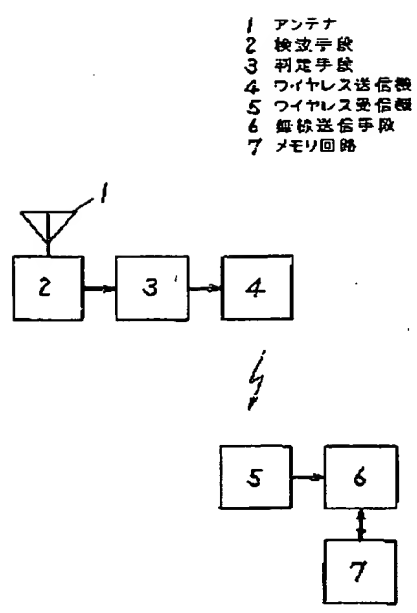 1 アンテナ
2 検波手段
3 判定手段
4 ワイヤレス送信機
5 ワイヤレス受信機
6 無線送信手段
7 メモリ回路
1
2 3 4
5 6
7